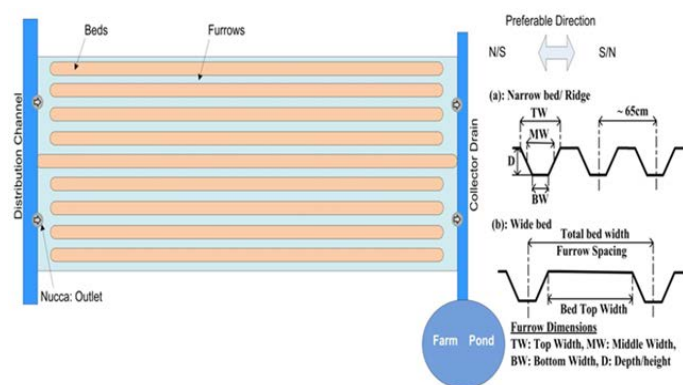 Beds
Furrows
Distribution Channel
Collector Drain
Nucca: Outlet
Farm Pond
Preferable Direction
N/S
S/N
(a): Narrow bed/ Ridge
TW
~ 65cm
MW
D
BW
(b): Wide bed
Total bed width
Furrow Spacing
Bed Top Width
Furrow Dimensions
TW: Top Width, MW: Middle Width,
BW: Bottom Width, D: Depth/height